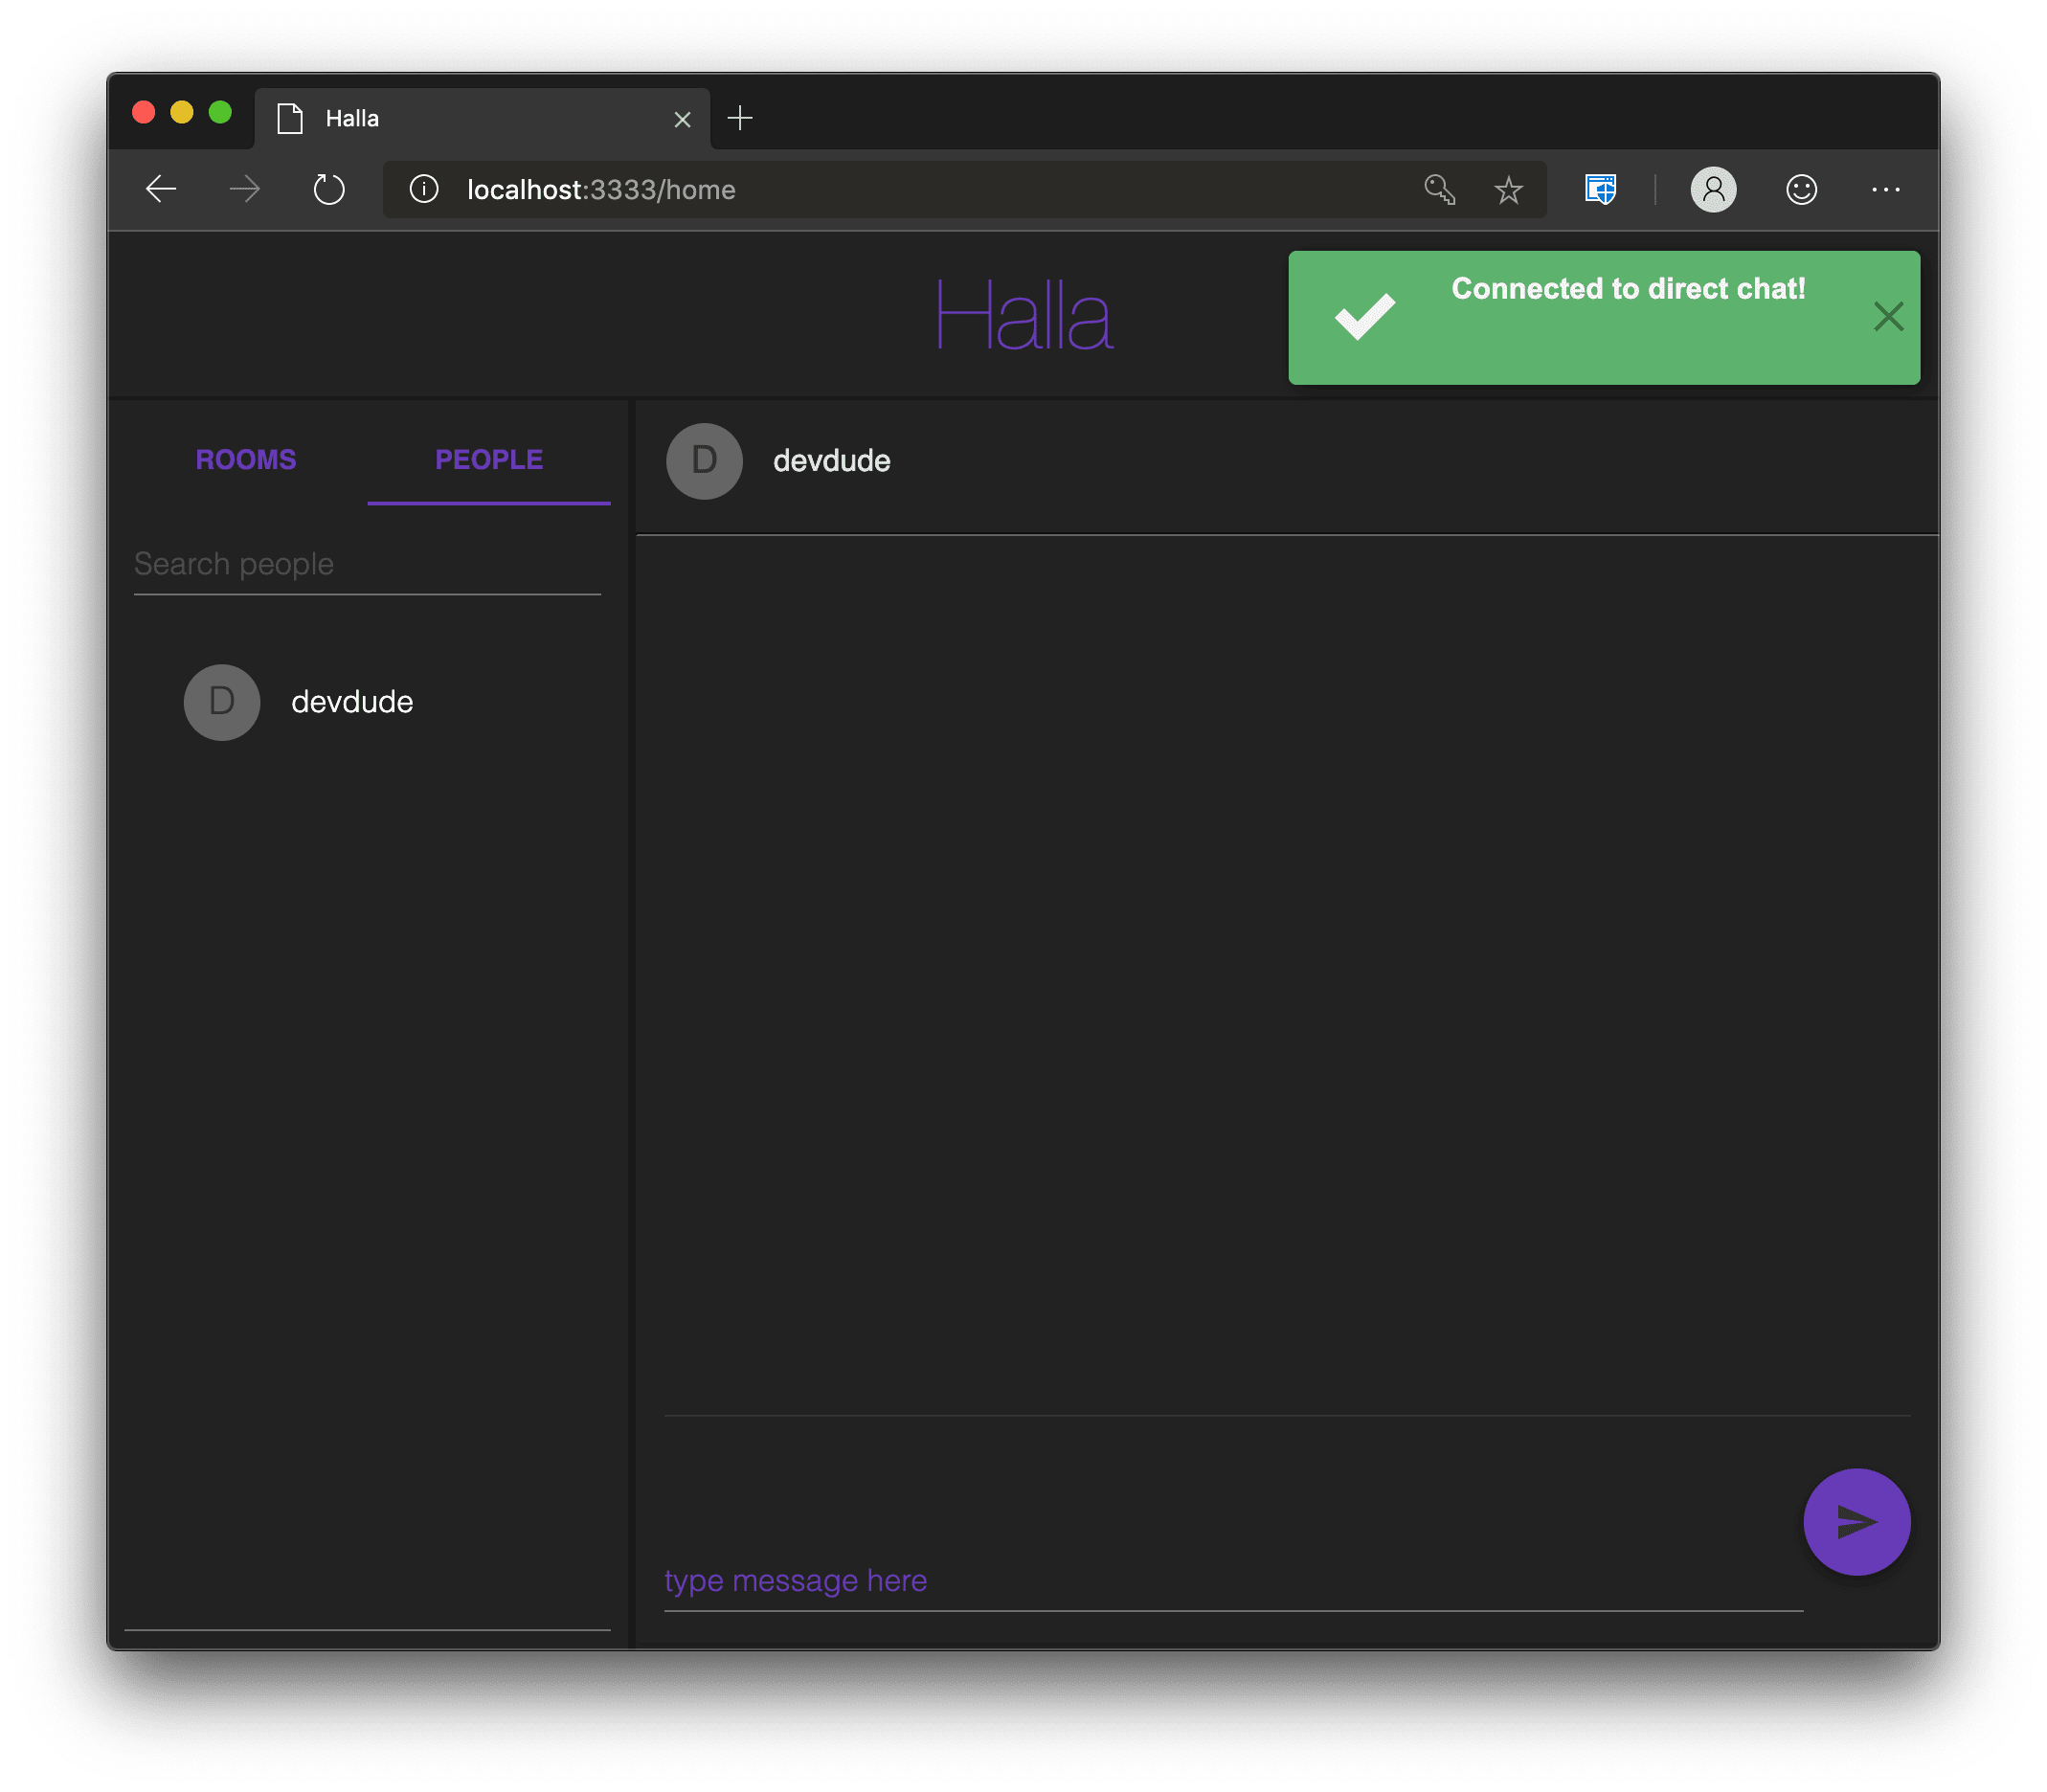 Halla
localhost:3333/home
Halla
Connected to direct chat!
ROOMS PEOPLE
D devdude
Search people
D devdude
type message here